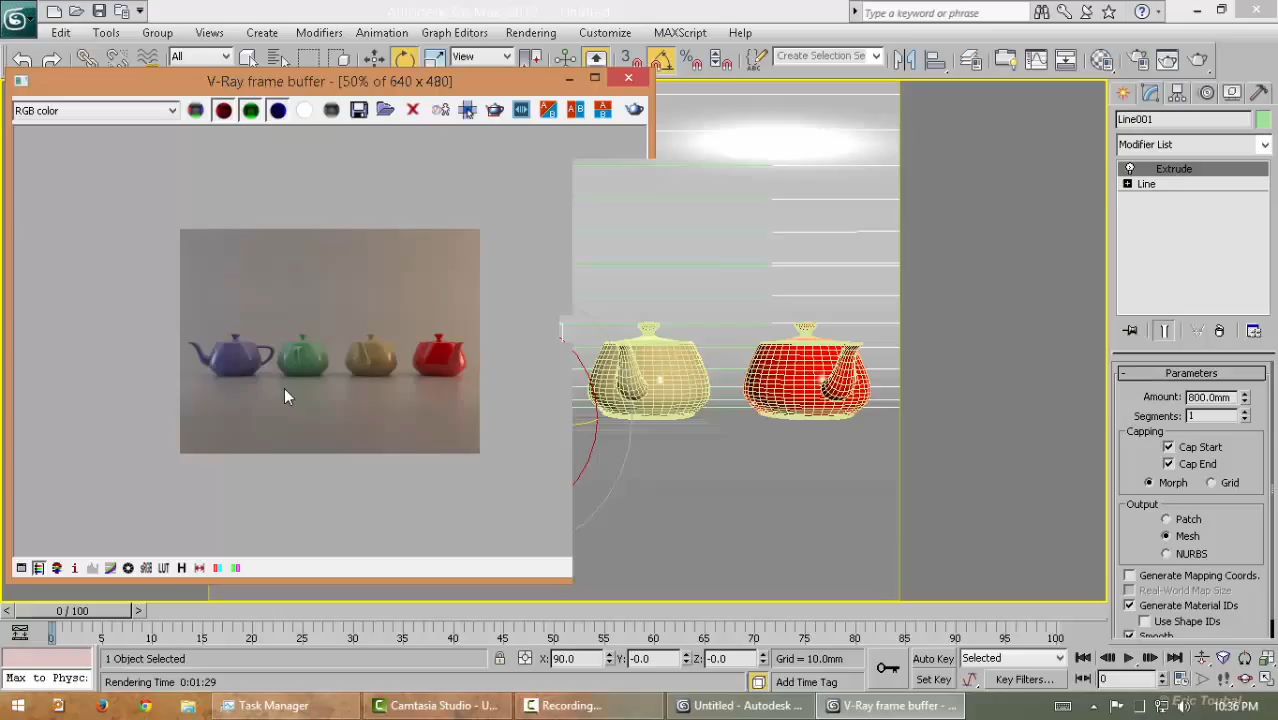 Autodesk 3ds Max 2012 Untitled
Type a keyword or phrase
Edit Tools Group Views Create Modifiers Animation Graph Editors Rendering Customize MAXScript Help
All
View
3
Create Selection Se
V-Ray frame buffer - [50% of 640 x 480]
RGB color
Line001
Modifier List
Extrude
Line
Parameters
Amount: 800.0mm
Segments: 1
Capping
Cap Start
Cap End
Morph Grid
Output
Patch
Mesh
NURBS
Generate Mapping Coords.
Real-World Map Size
Generate Material IDs
Use Shape IDs
Smooth
LUT H
0 / 100
0 5 10 15 20 25 30 35 40 45 50 55 60 65 70 75 80 85 90 95 100
1 Object Selected
X: 90.0 Y: -0.0 Z: -0.0
Grid = 10.0mm
Auto Key
Selected
Max to Physc
Rendering Time 0:01:29
Add Time Tag
Set Key
Key Filters...
0
Task Manager
Camtasia Studio - U...
Recording...
Untitled - Autodesk ...
V-Ray frame buffer - ...
© Eric Toubal
10:36 PM